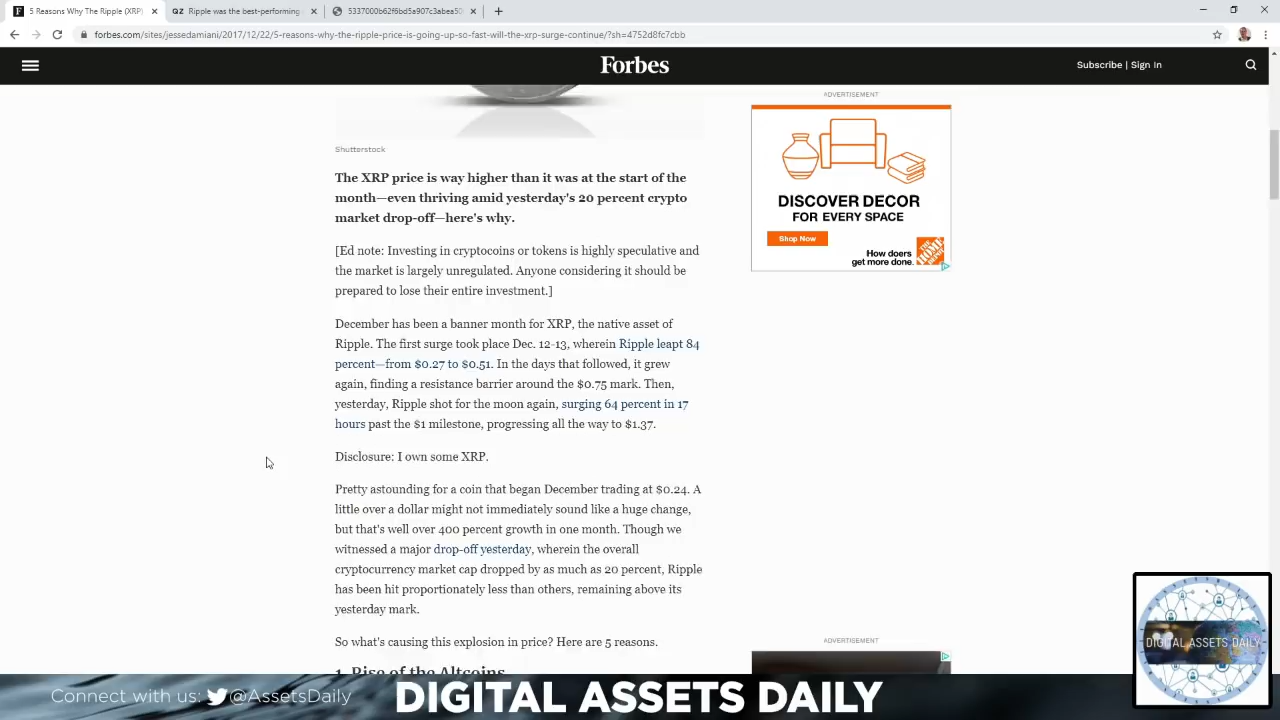 5 Reasons Why The Ripple (XRP)
Ripple was the best-performing
5337000b62f6bd5a907c3abea50
forbes.com/sites/jessedamiani/2017/12/22/5-reasons-why-the-ripple-price-is-going-up-so-fast-will-the-xrp-surge-continue/?sh=4752d8fc7cbb
Forbes
Subscribe | Sign In
ADVERTISEMENT
DISCOVER DECOR
FOR EVERY SPACE
Shop Now
How doers
get more done.
THE HOME DEPOT
Shutterstock
The XRP price is way higher than it was at the start of the
month—even thriving amid yesterday's 20 percent crypto
market drop-off—here's why.
[Ed note: Investing in cryptocoins or tokens is highly speculative and
the market is largely unregulated. Anyone considering it should be
prepared to lose their entire investment.]
December has been a banner month for XRP, the native asset of
Ripple. The first surge took place Dec. 12-13, wherein Ripple leapt 84
percent—from $0.27 to $0.51. In the days that followed, it grew
again, finding a resistance barrier around the $0.75 mark. Then,
yesterday, Ripple shot for the moon again, surging 64 percent in 17
hours past the $1 milestone, progressing all the way to $1.37.
Disclosure: I own some XRP.
Pretty astounding for a coin that began December trading at $0.24. A
little over a dollar might not immediately sound like a huge change,
but that's well over 400 percent growth in one month. Though we
witnessed a major drop-off yesterday, wherein the overall
cryptocurrency market cap dropped by as much as 20 percent, Ripple
has been hit proportionately less than others, remaining above its
yesterday mark.
So what's causing this explosion in price? Here are 5 reasons.
1. Rise of the Altcoins
ADVERTISEMENT
DIGITAL ASSETS DAILY
Connect with us: @AssetsDaily
DIGITAL ASSETS DAILY